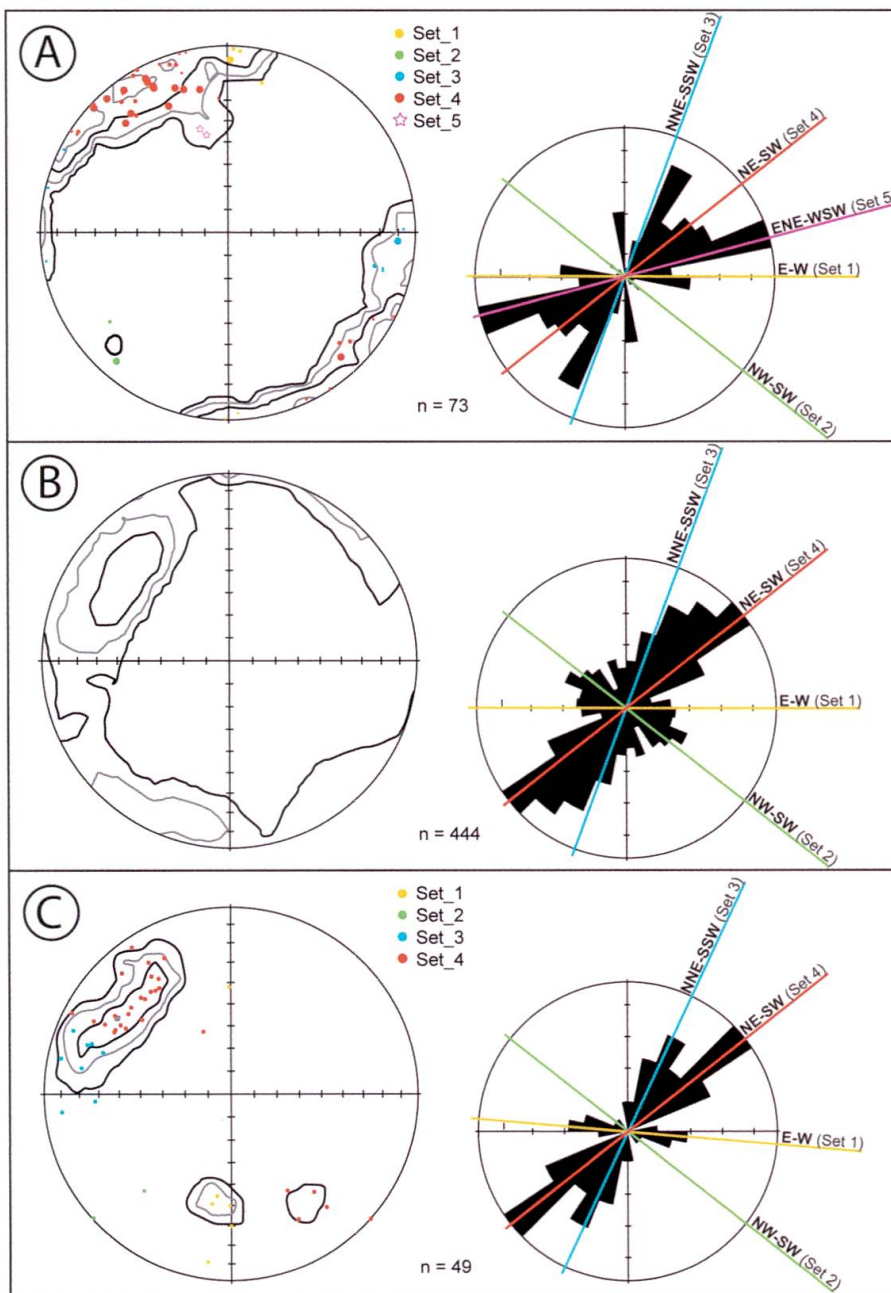 A
Set_1
Set_2
Set_3
Set_4
Set_5
n = 73
NNE-SSW (Set 3)
NE-SW (Set 4)
ENE-WSW (Set 5)
E-W (Set 1)
NW-SW (Set 2)
B
n = 444
NNE-SSW (Set 3)
NE-SW (Set 4)
E-W (Set 1)
NW-SW (Set 2)
C
Set_1
Set_2
Set_3
Set_4
n = 49
NNE-SSW (Set 3)
NE-SW (Set 4)
E-W (Set 1)
NW-SW (Set 2)